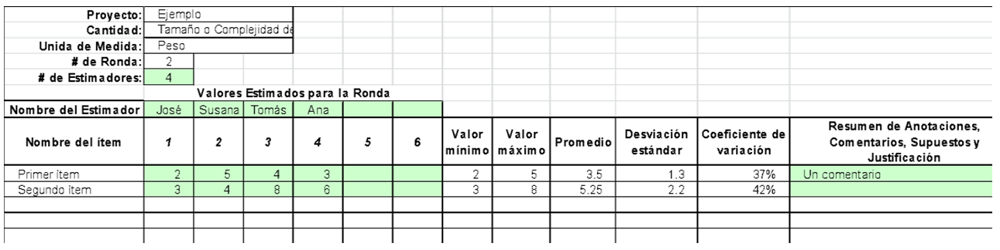 Proyecto: Ejemplo
Cantidad: Tamaño o Complejidad de
Unida de Medida: Peso
# de Ronda: 2
# de Estimadores: 4
Valores Estimados para la Ronda
Nombre del Estimador José Susana Tomás Ana
Nombre del ítem 1 2 3 4 5 6 Valor mínimo Valor máximo Promedio Desviación estándar Coeficiente de variación Resumen de Anotaciones, Comentarios, Supuestos y Justificación
Primer ítem 2 5 4 3 2 5 3.5 1.3 37% Un comentario
Segundo ítem 3 4 8 6 3 8 5.25 2.2 42%